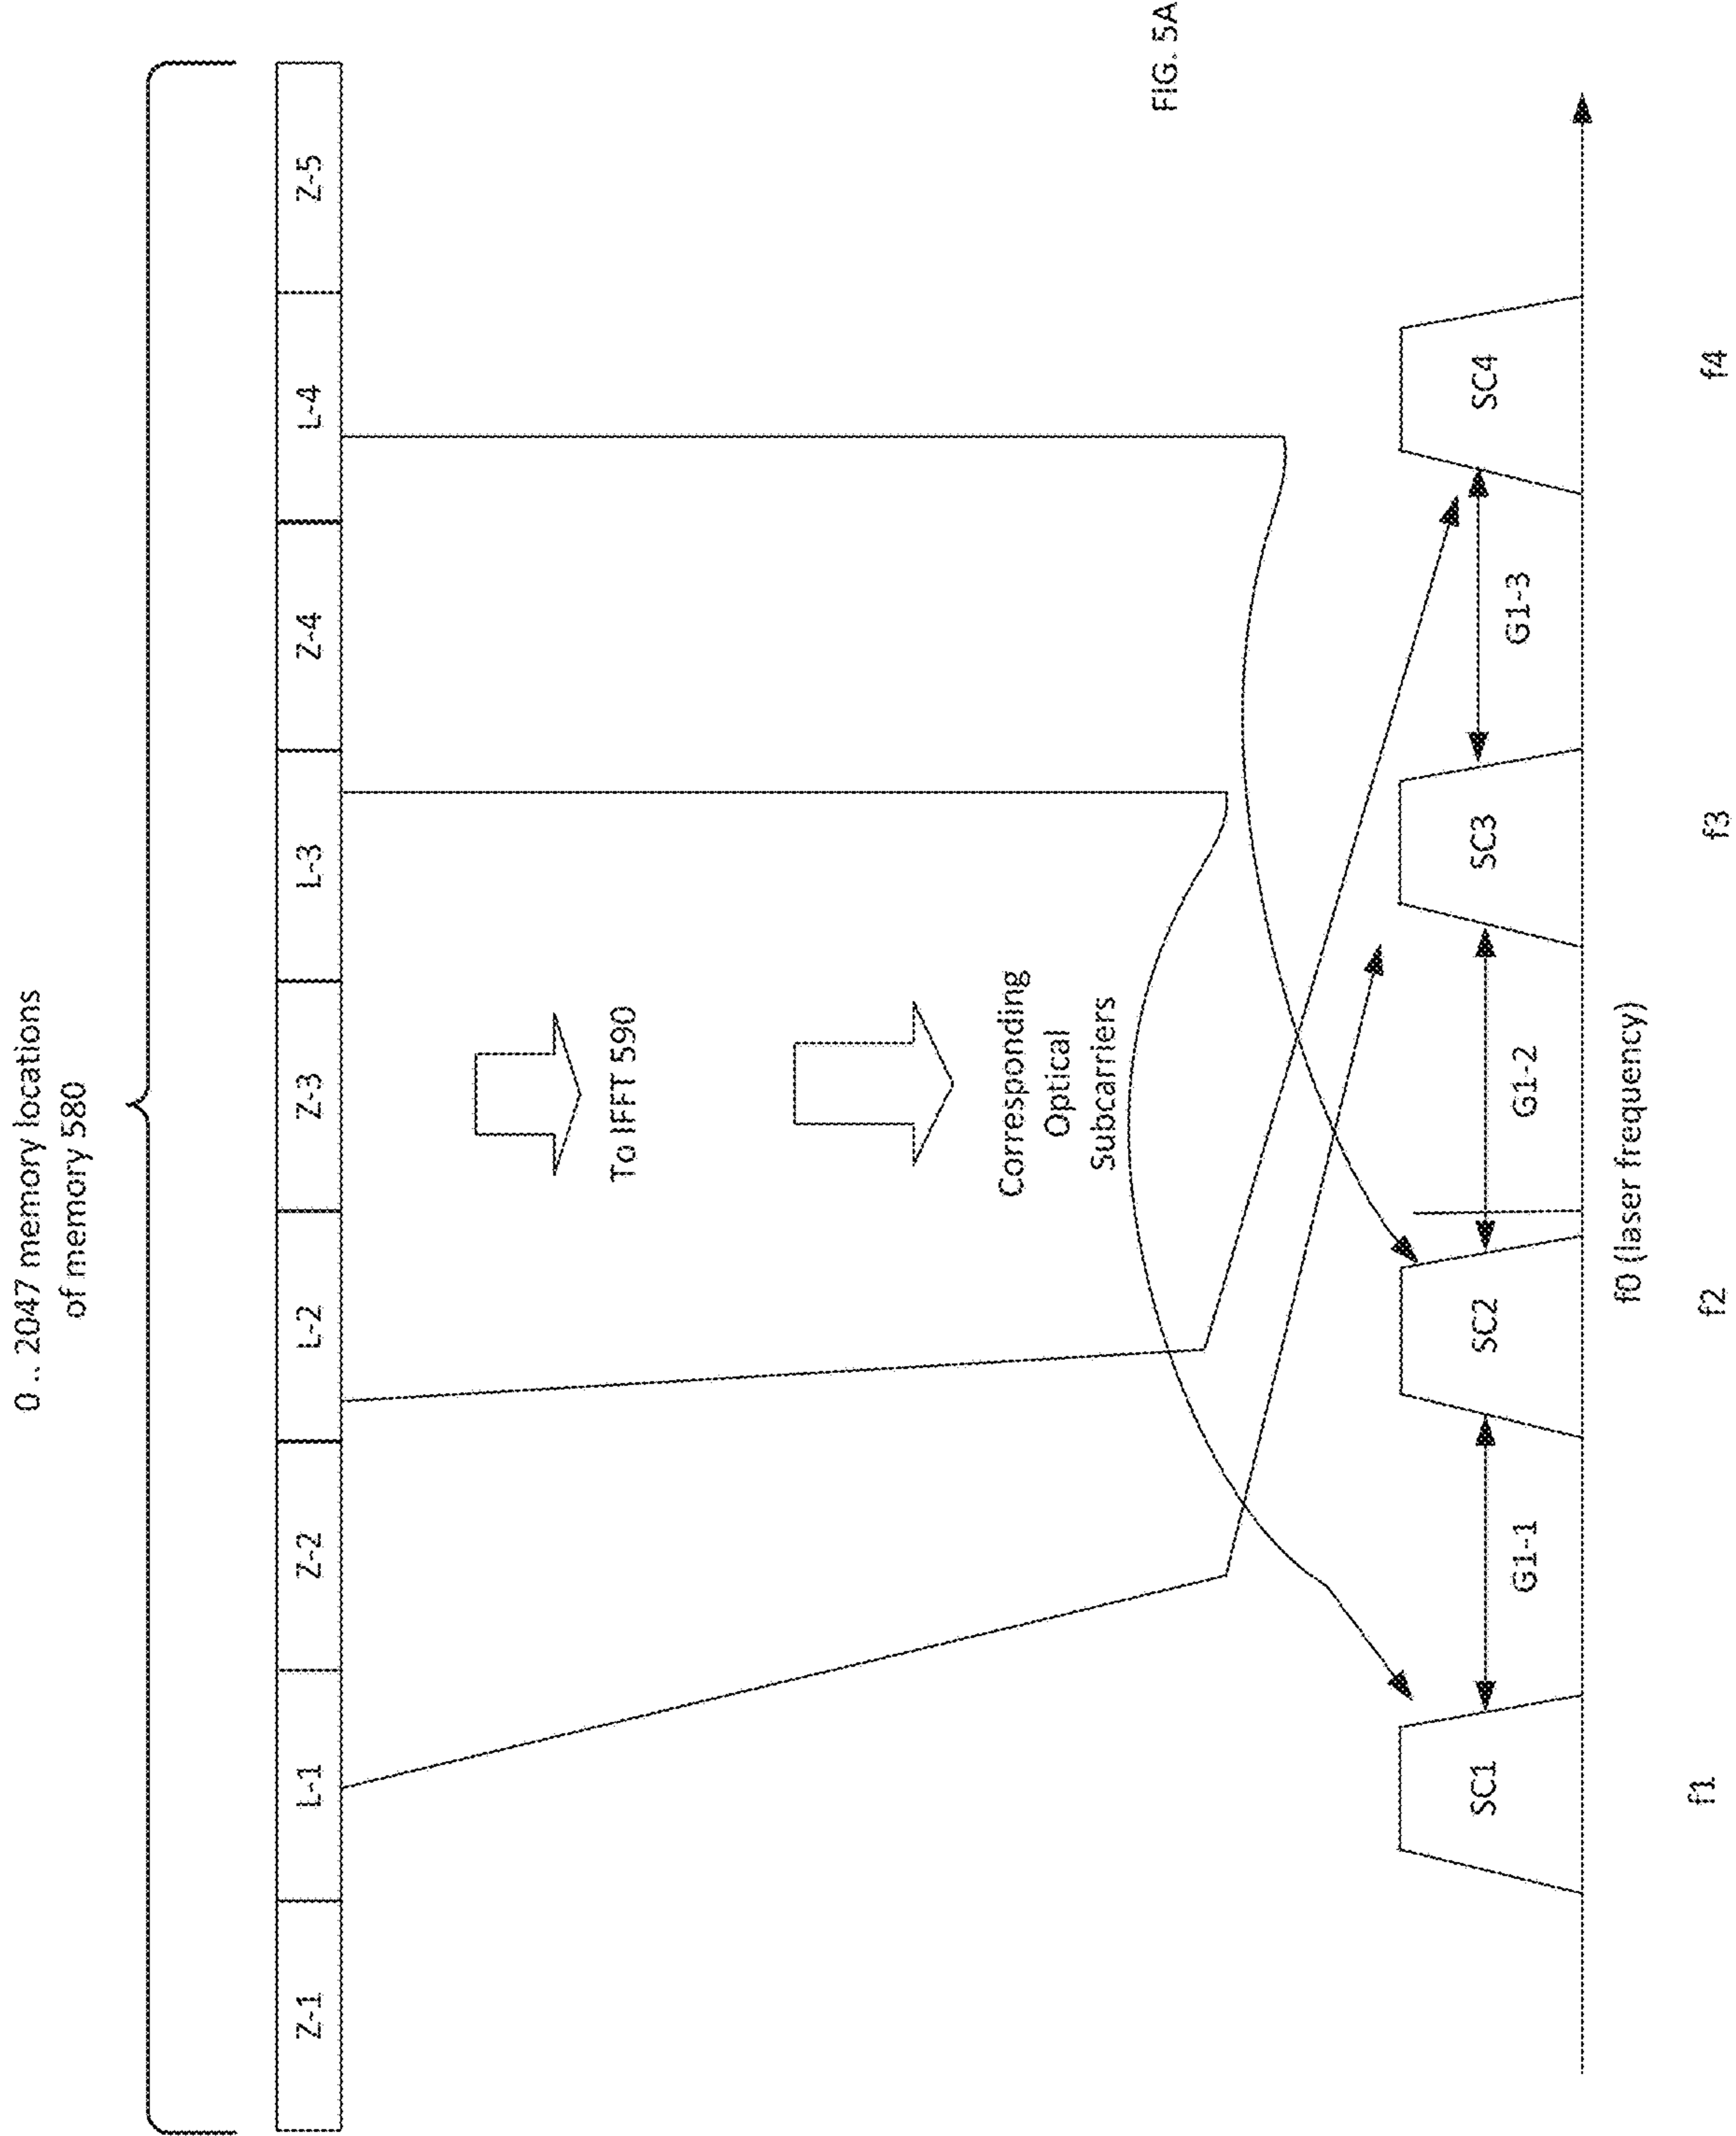 0 .. 2047 memory locations
of memory 580
Z-1
L-1
Z-2
L-2
Z-3
L-3
Z-4
L-4
Z-5
To IFFT 590
Corresponding
Optical
Subcarriers
FIG. 5A
SC1
G1-1
SC2
G1-2
SC3
G1-3
SC4
f0 (laser frequency)
f1
f2
f3
f4